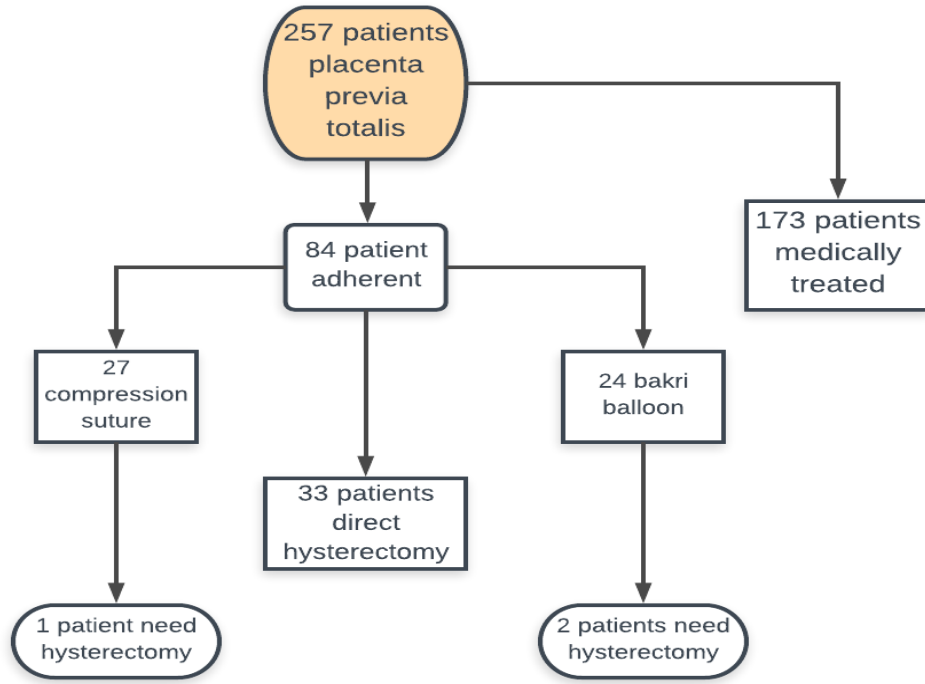 257 patients
placenta
previa
totalis
173 patients
medically
treated
84 patient
adherent
27
compression
suture
24 bakri
balloon
33 patients
direct
hysterectomy
1 patient need
hysterectomy
2 patients need
hysterectomy